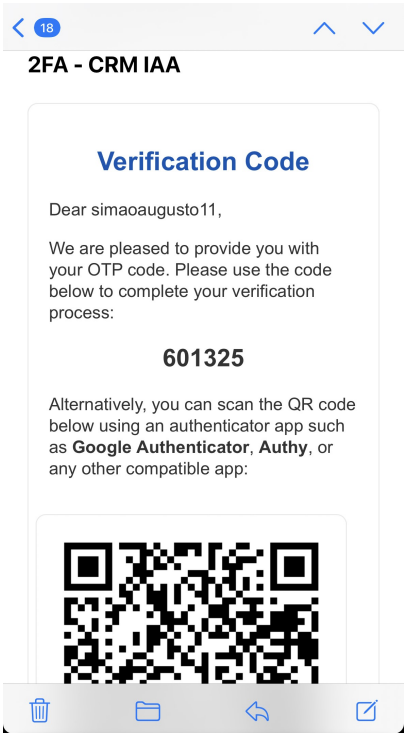 18
2FA - CRM IAA
Verification Code
Dear simaoaugusto11,
We are pleased to provide you with
your OTP code. Please use the code
below to complete your verification
process:
601325
Alternatively, you can scan the QR code
below using an authenticator app such
as Google Authenticator, Authy, or
any other compatible app: